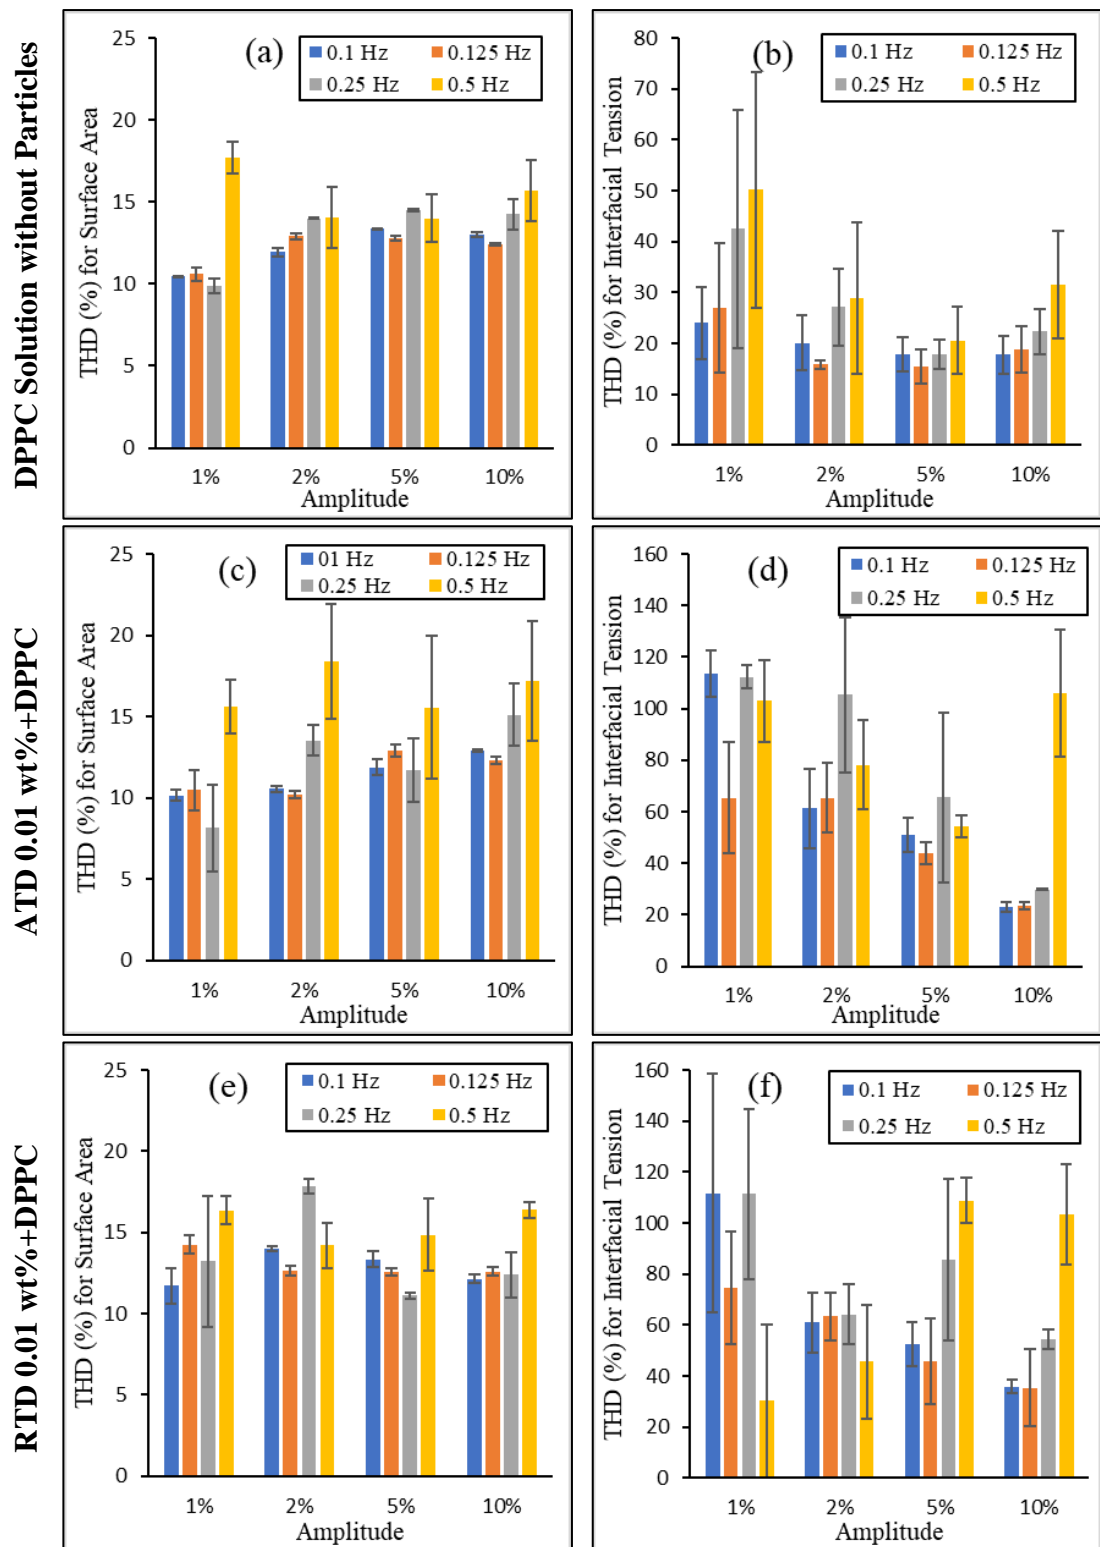 DPPC Solution without Particles
(a)
0.1 Hz
0.125 Hz
0.25 Hz
0.5 Hz
THD (%) for Surface Area
25
20
15
10
5
0
1%
2%
5%
10%
Amplitude
(b)
0.1 Hz
0.125 Hz
0.25 Hz
0.5 Hz
THD (%) for Interfacial Tension
80
70
60
50
40
30
20
10
0
1%
2%
5%
10%
Amplitude
ATD 0.01 wt%+DPPC
(c)
01 Hz
0.125 Hz
0.25 Hz
0.5 Hz
THD (%) for Surface Area
25
20
15
10
5
0
1%
2%
5%
10%
Amplitude
(d)
0.1 Hz
0.125 Hz
0.25 Hz
0.5 Hz
THD (%) for Interfacial Tension
160
140
120
100
80
60
40
20
0
1%
2%
5%
10%
Amplitude
RTD 0.01 wt%+DPPC
(e)
0.1 Hz
0.125 Hz
0.25 Hz
0.5 Hz
THD (%) for Surface Area
25
20
15
10
5
0
1%
2%
5%
10%
Amplitude
(f)
0.1 Hz
0.125 Hz
0.25 Hz
0.5 Hz
THD (%) for Interfacial Tension
160
140
120
100
80
60
40
20
0
1%
2%
5%
10%
Amplitude